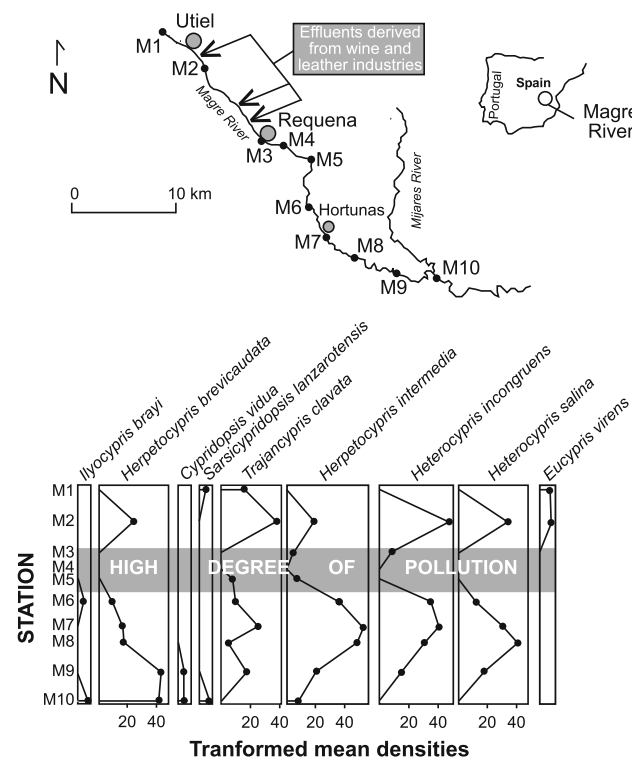 Utiel
M1
Effluents derived
from wine and
leather industries
N
M2
Magre River
Requena
M3
M4
M5
0 10 km
M6
Hortunas
M7
M8
M9
M10
Mijares River
Portugal
Spain
Magre
River
Ilyocypris brayi
Herpetocypris brevicaudata
Cypridopsis vidua
Sarsicypridopsis lanzarotensis
Trajancypris clavata
Herpetocypris intermedia
Heterocypris incongruens
Heterocypris salina
Eucypris virens
STATION
M1
M2
M3
M4
M5
M6
M7
M8
M9
M10
HIGH DEGREE OF POLLUTION
20 40 20 40 20 40 20 40 20 40
Tranformed mean densities